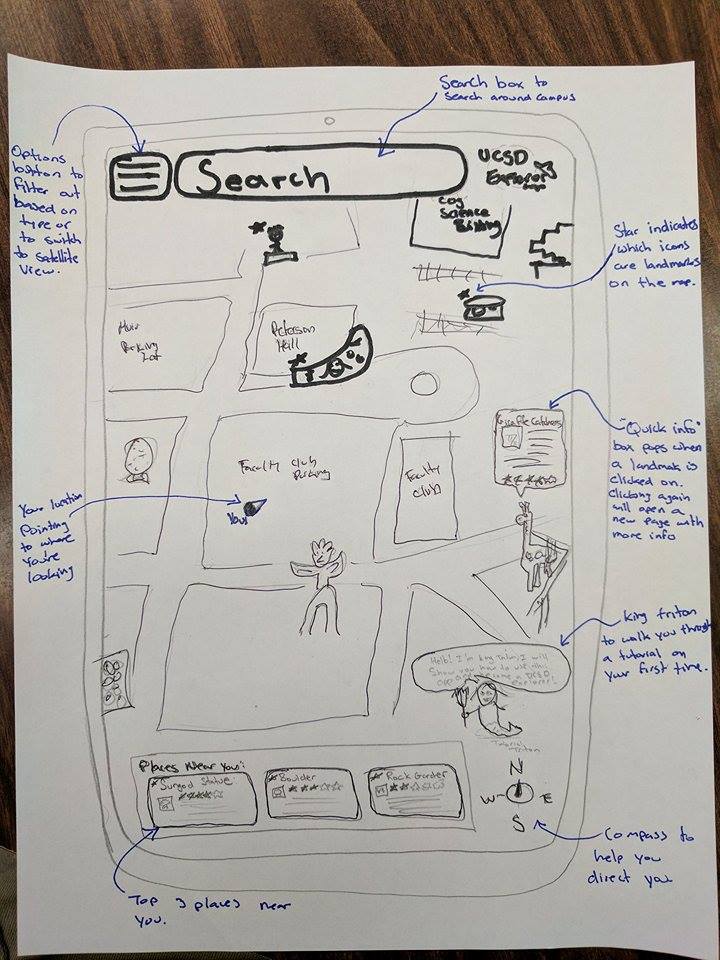 Search box to
Search around campus
Options
button to
filter out
based on
type or
to switch
to satellite
view.
Search
UCSD
Explorer
Cog
Science
Building
Star indicates
which icons
are landmarks
on the map.
Muir
Parking
Lot
Peterson
Hall
Giraffe Catchers
"Quick info"
box pops when
a landmark is
clicked on.
Clicking again
will open a
new page with
more info
Faculty Club
Parking
Faculty
Club
You!
Your location
pointing
to where
you're
looking
King Triton
to walk you through
a tutorial on
your first time.
Hello! I'm King Triton, I will
Show you how to use this
app and become a UCSD
explorer!
Tutorial
Triton
Places Near You:
Sungod Statue
Boulder
Rock Garden
N
W
E
S
Compass to
help you
direct you
Top 3 places near
you.